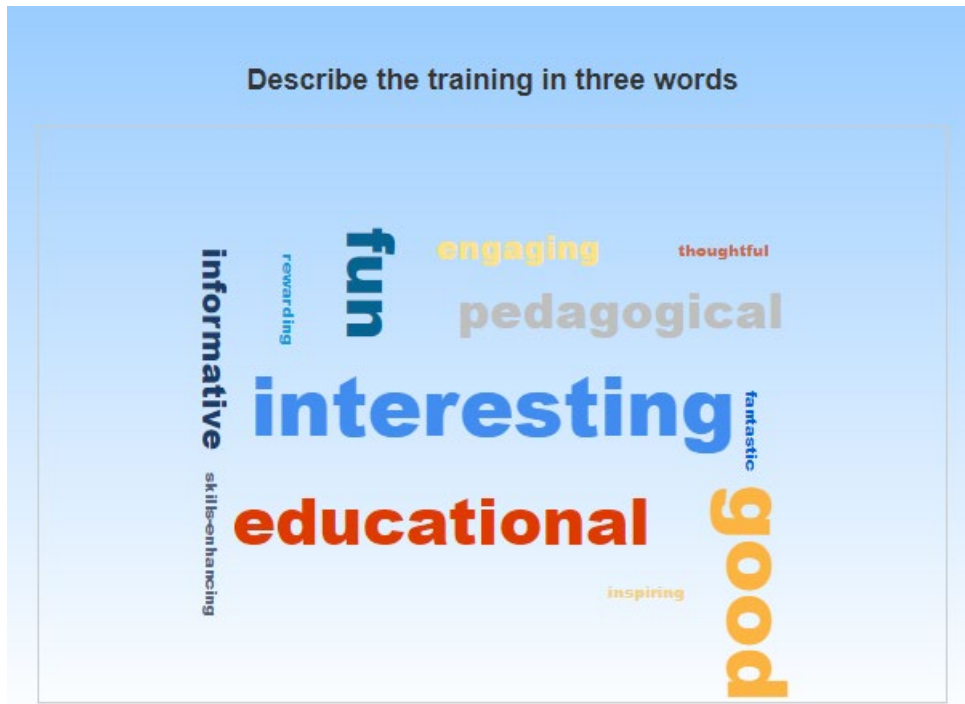 Describe the training in three words
fun
engaging
thoughtful
informative
rewarding
pedagogical
interesting
fantastic
skills-enhancing
educational
good
inspiring